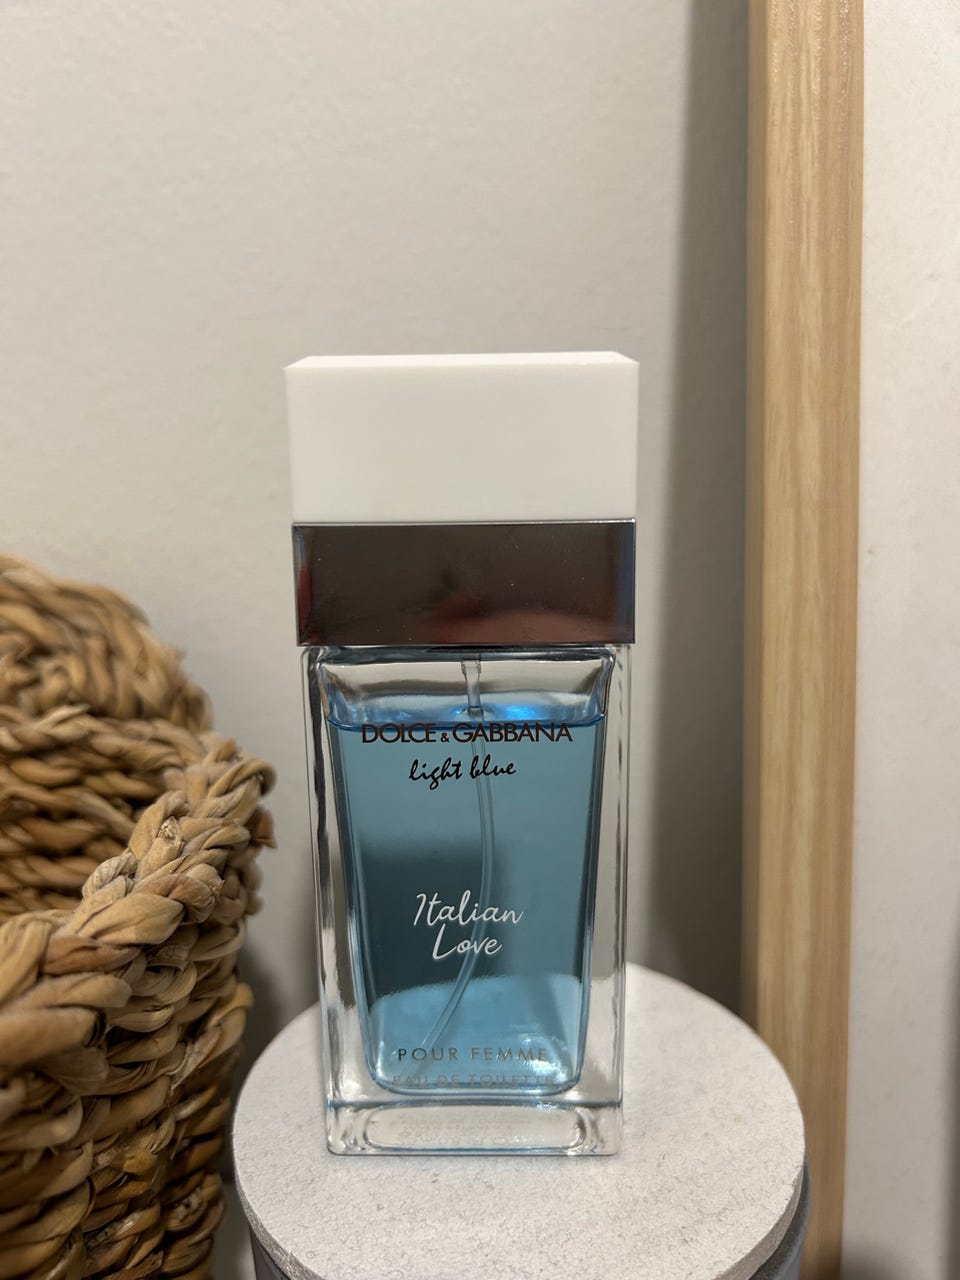 DOLCE & GABBANA
light blue
Italian
Love
POUR FEMME
EAU DE TOILETTE